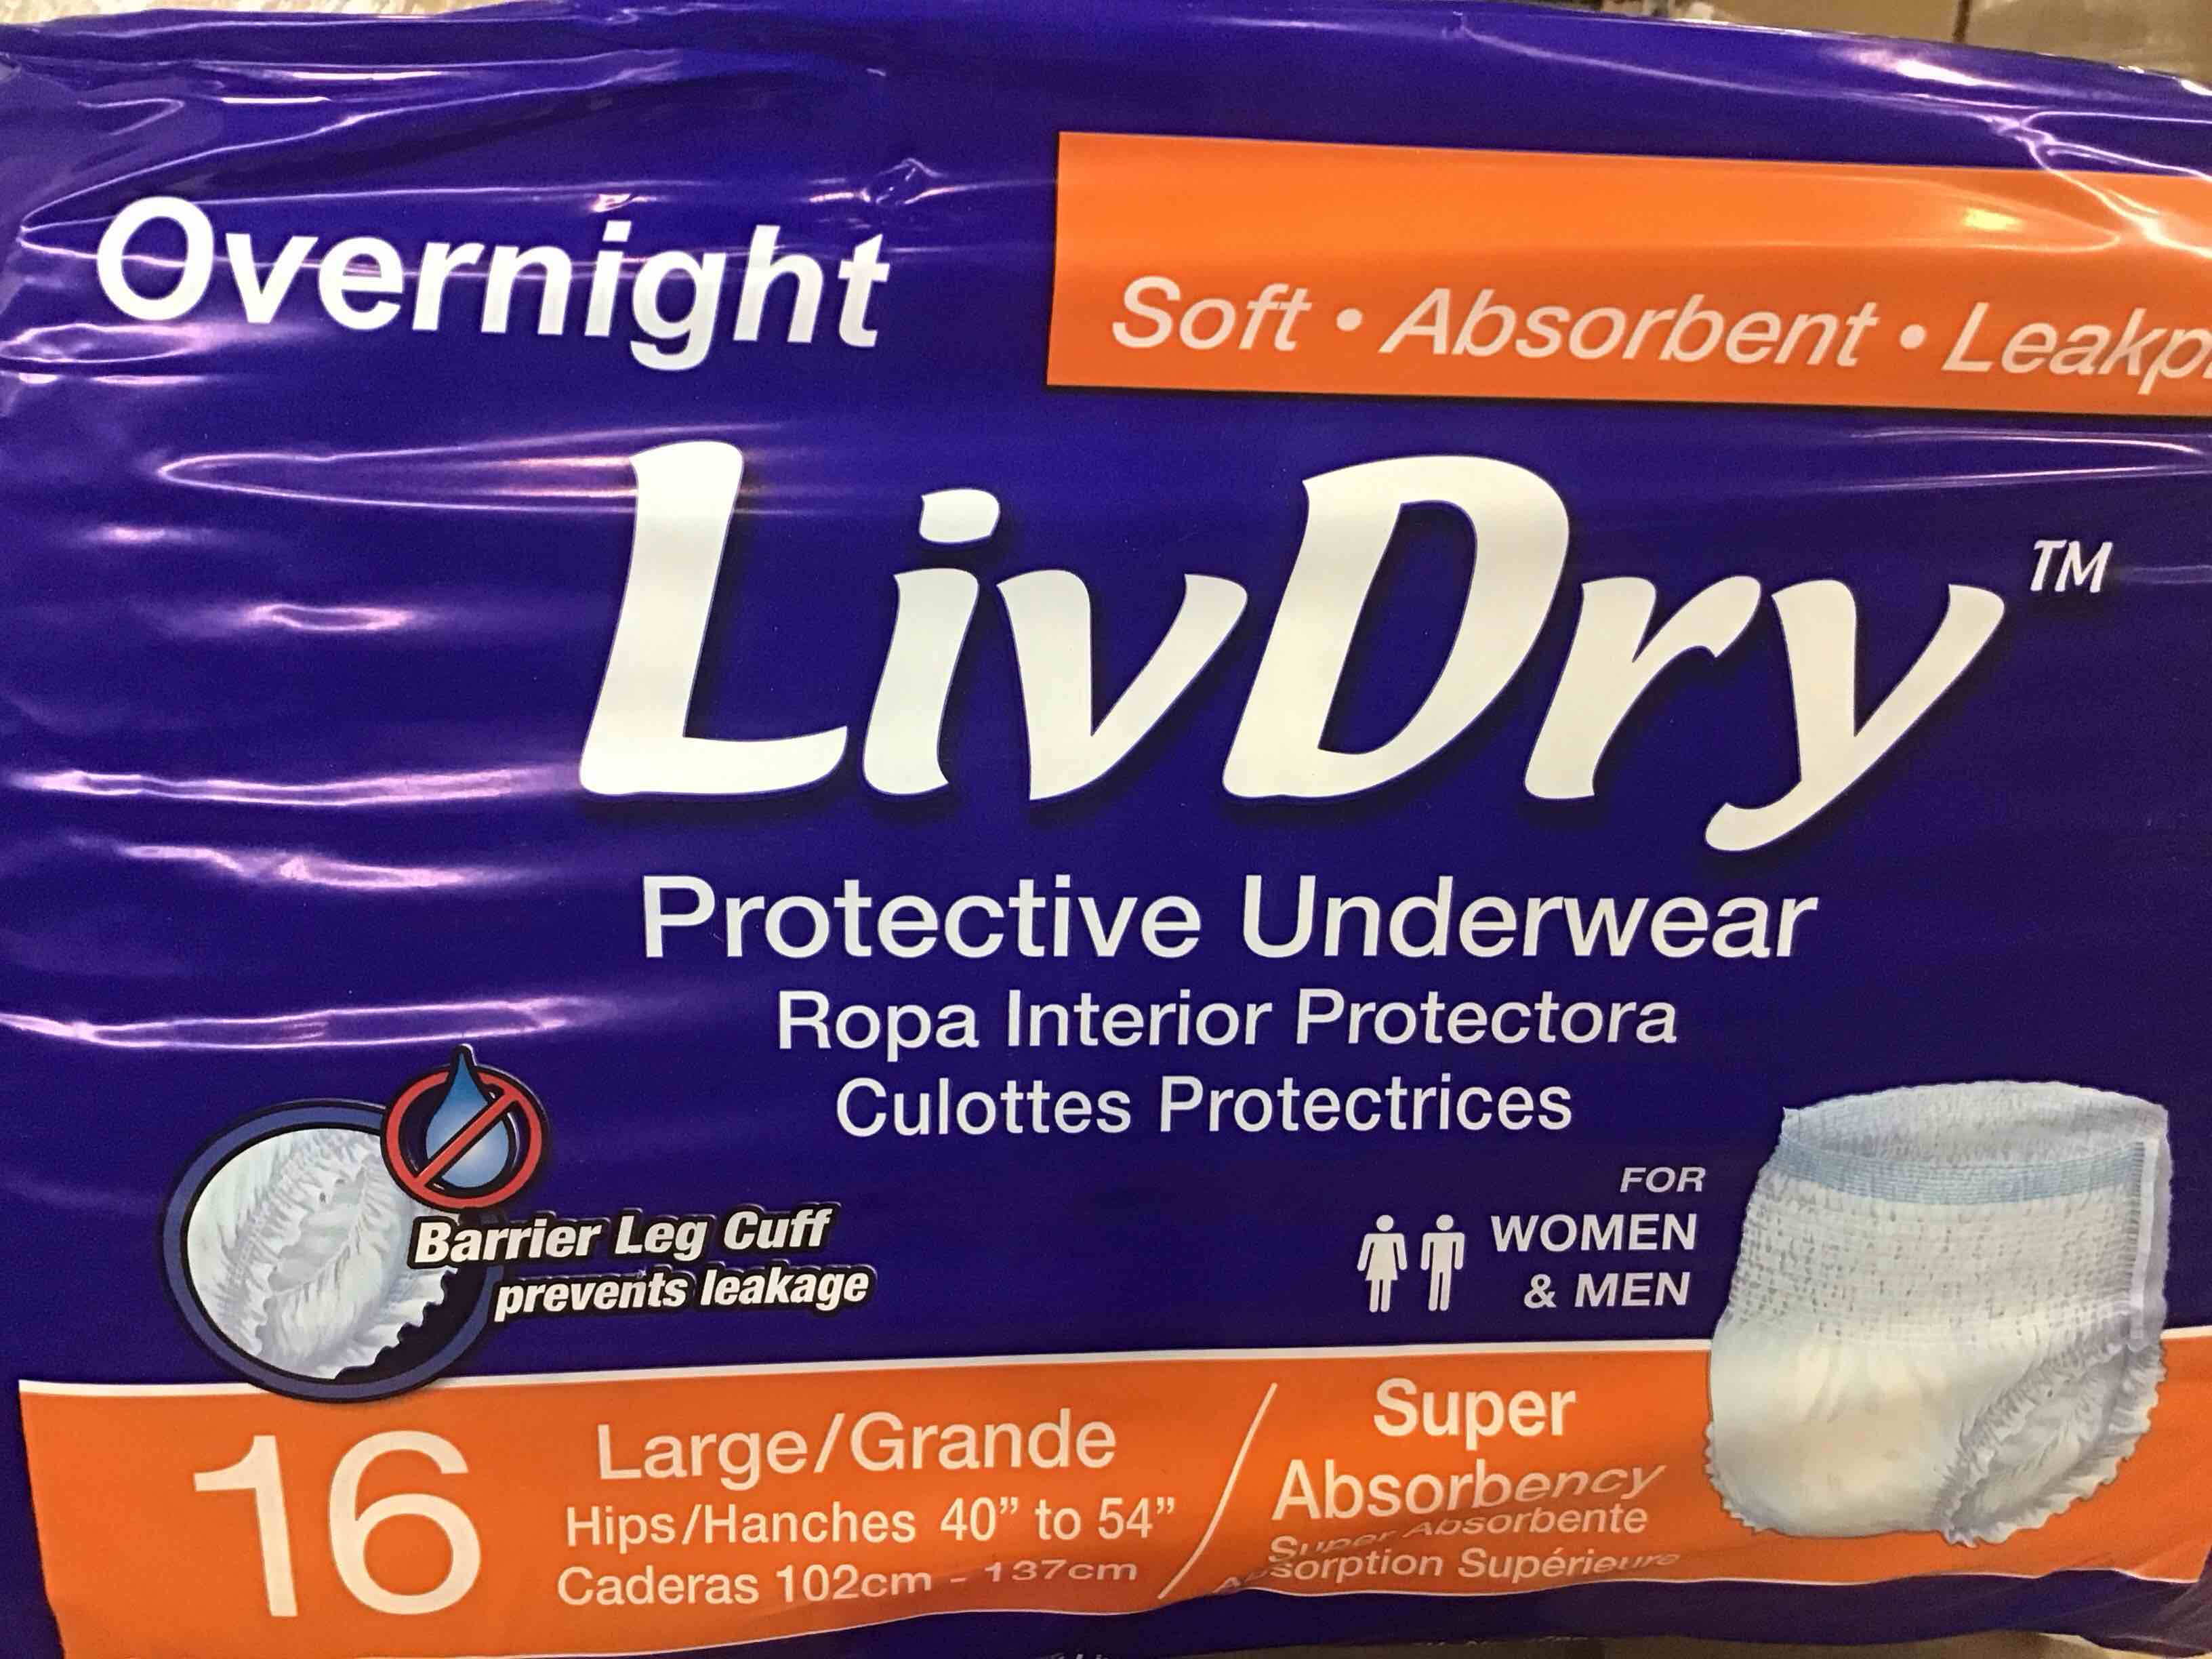 Overnight
Soft • Absorbent •
LivDry™
Protective Underwear
Ropa Interior Protectora
Culottes Protectrices
Barrier Leg Cuff
prevents leakage
FOR
WOMEN
& MEN
16
Large/Grande
Hips/Hanches 40" to 54"
Caderas 102cm - 137cm
Super
Absorbency
Super Absorbente
Absorption Supérieure